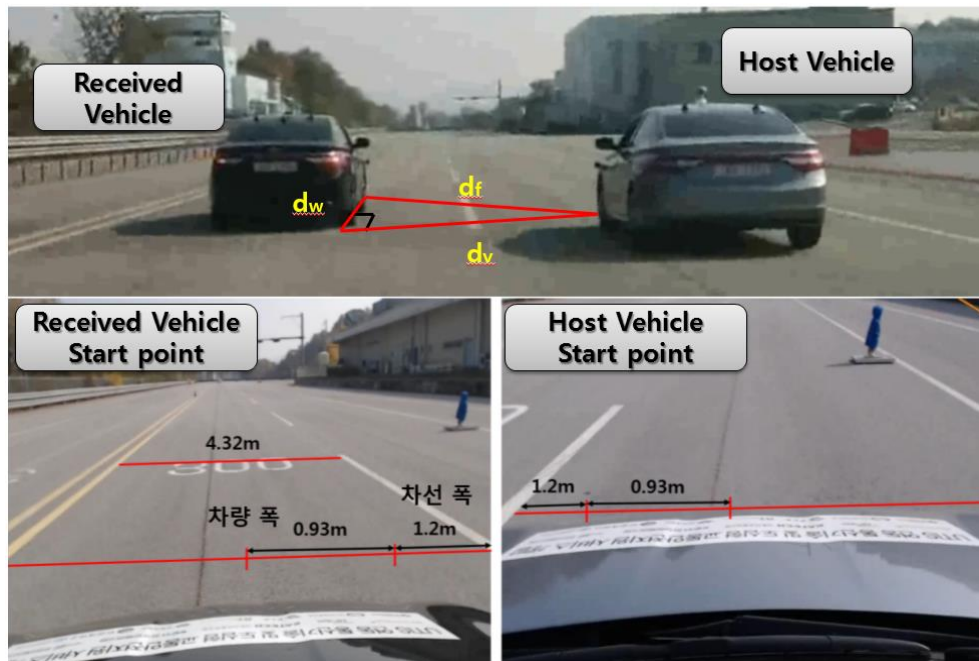 Received
Vehicle
Host Vehicle
dw
df
dv
Received Vehicle
Start point
4.32m
차량 폭
차선 폭
0.93m
1.2m
Host Vehicle
Start point
1.2m
0.93m